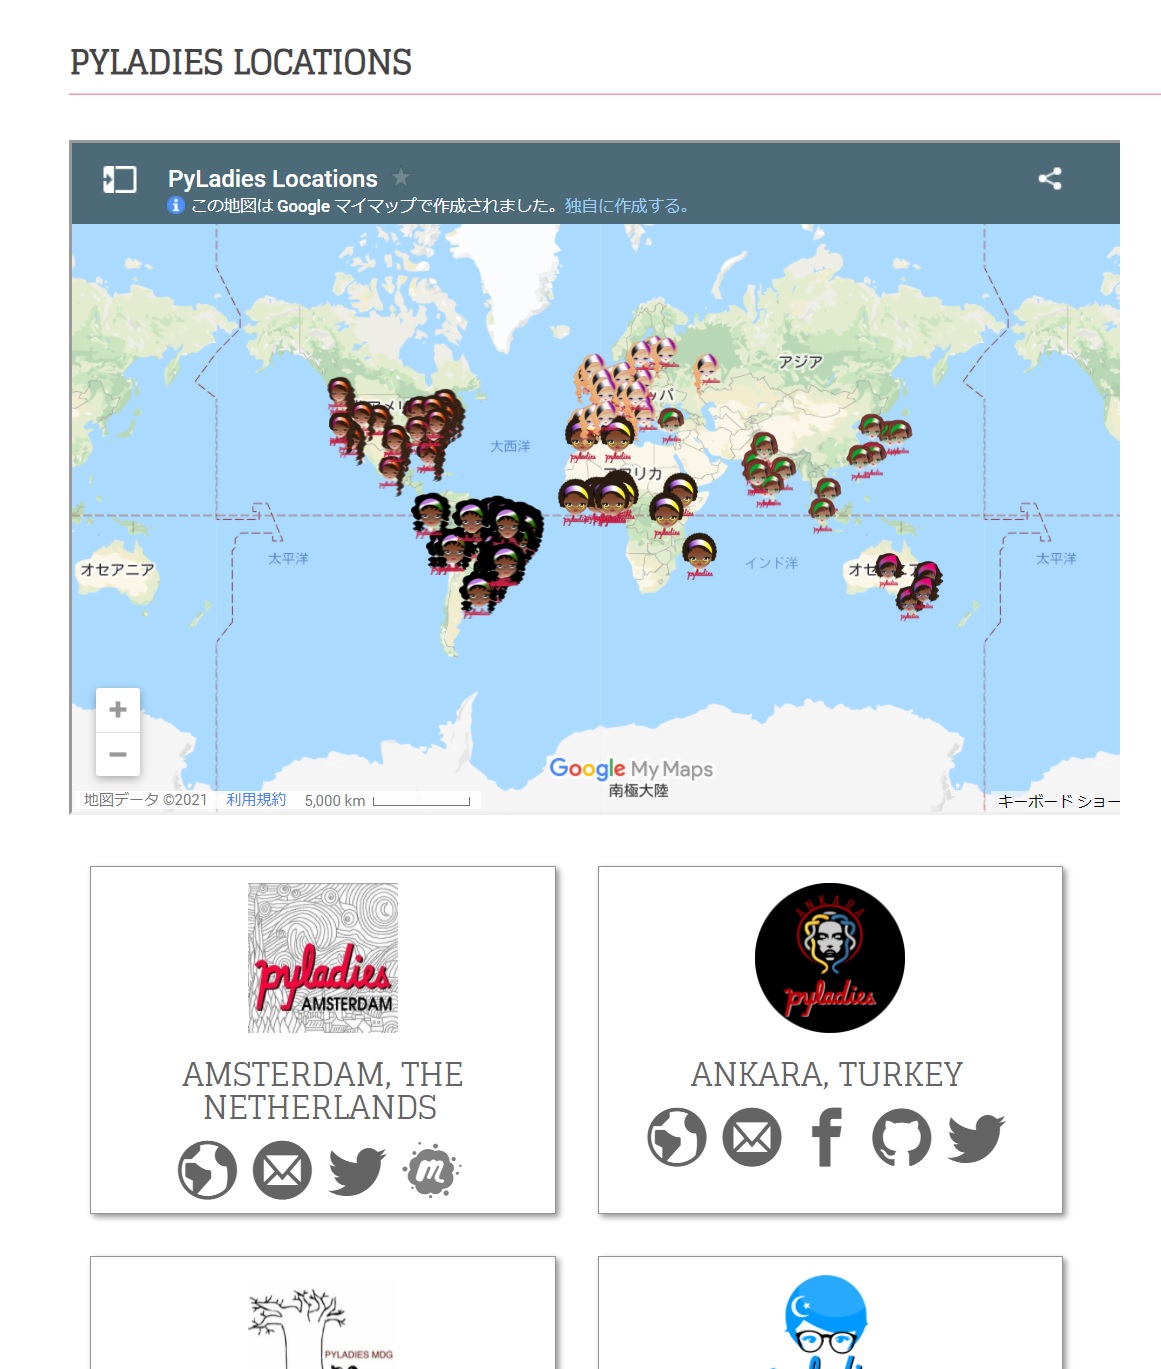 PYLADIES LOCATIONS
PyLadies Locations
この地図は Google マイマップで作成されました。独自に作成する。
アジア
大西洋
アフリカ
オセアニア
太平洋
インド洋
太平洋
Google My Maps
南極大陸
地図データ ©2021 利用規約 5,000 km
キーボード ショー
pyladies
AMSTERDAM
AMSTERDAM, THE
NETHERLANDS
ANKARA
pyladies
ANKARA, TURKEY
PYLADIES MDG